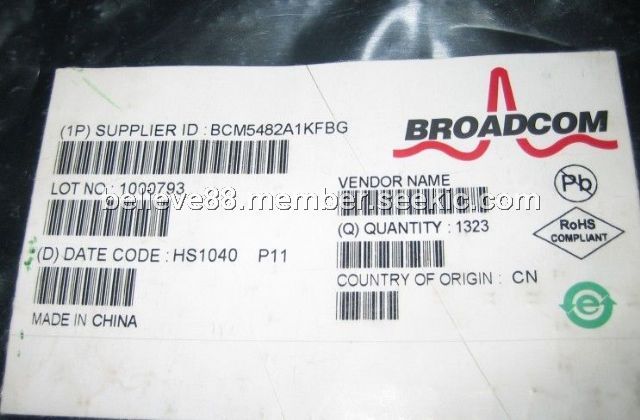 (1P) SUPPLIER ID : BCM5482A1KFBG
BROADCOM
LOT NO : 1000793
VENDOR NAME
Pb
believe88.member.seekic.com
(Q) QUANTITY : 1323
RoHS
COMPLIANT
(D) DATE CODE : HS1040 P11
COUNTRY OF ORIGIN : CN
e
MADE IN CHINA